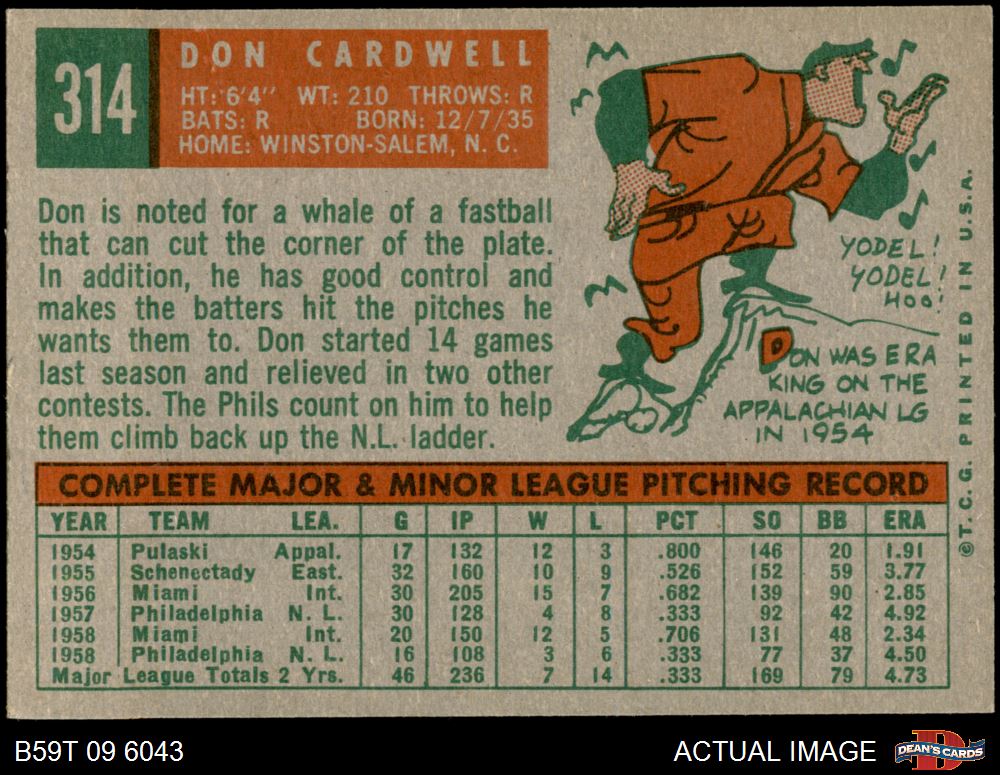 314
DON CARDWELL
HT: 6'4" WT: 210 THROWS: R
BATS: R BORN: 12/7/35
HOME: WINSTON-SALEM, N. C.
Don is noted for a whale of a fastball
that can cut the corner of the plate.
In addition, he has good control and
makes the batters hit the pitches he
wants them to. Don started 14 games
last season and relieved in two other
contests. The Phils count on him to help
them climb back up the N.L. ladder.
YODEL!
YODEL!
HOO!
DON WAS ERA
KING ON THE
APPALACHIAN LG
IN 1954
©T. C. G. PRINTED IN U.S.A.
COMPLETE MAJOR & MINOR LEAGUE PITCHING RECORD
YEAR TEAM LEA. G IP W L PCT SO BB ERA
1954 Pulaski Appal. 17 132 12 3 .800 146 20 1.91
1955 Schenectady East. 32 160 10 9 .526 152 59 3.77
1956 Miami Int. 30 205 15 7 .682 139 90 2.85
1957 Philadelphia N. L. 30 128 4 8 .333 92 42 4.92
1958 Miami Int. 20 150 12 5 .706 131 48 2.34
1958 Philadelphia N. L. 16 108 3 6 .333 77 37 4.50
Major League Totals 2 Yrs. 46 236 7 14 .333 169 79 4.73
B59T 09 6043
ACTUAL IMAGE
D
DEAN'S CARDS